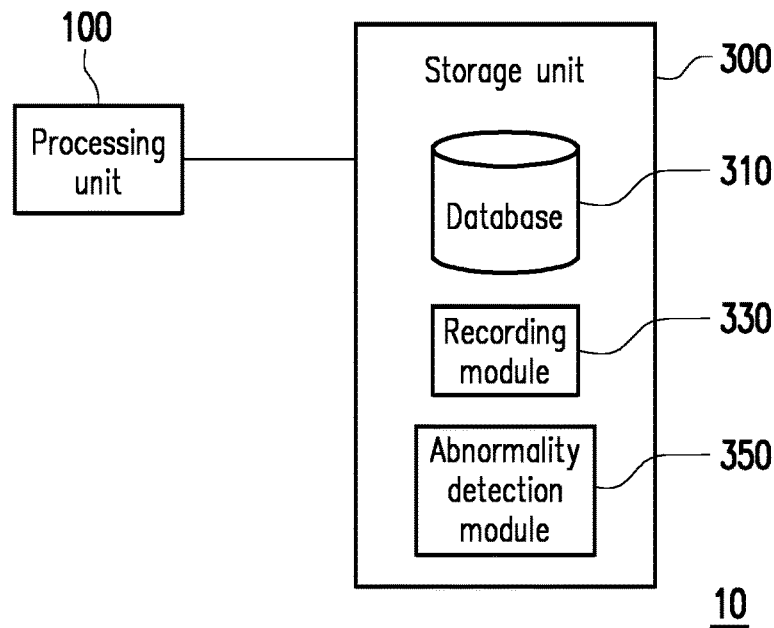 100
Processing
unit
Storage unit
300
Database
310
Recording
module
330
Abnormality
detection
module
350
10